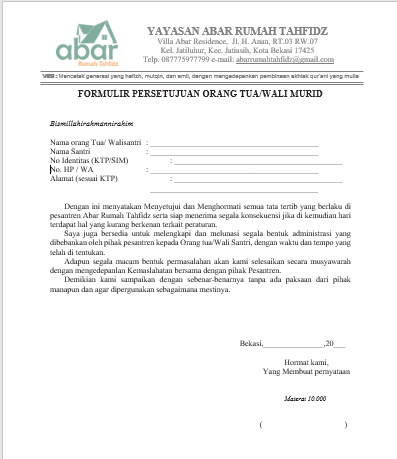 abar
Rumah Tahfidz
YAYASAN ABAR RUMAH TAHFIDZ
Villa Abar Residence, Jl. H. Anan, RT.03 RW.07
Kel. Jatiluhur, Kec. Jatiasih, Kota Bekasi 17425
Telp. 087775977799 e-mail: abarrumahtahfidz@gmail.com
VISI : Mencetak generasi yang hafizh, mutqin, dan amil, dengan mengedepankan pembinaan akhlak qur'ani yang mulia
FORMULIR PERSETUJUAN ORANG TUA/WALI MURID
Bismillahirahmannirahim
Nama orang Tua/ Walisantri : ____________________
Nama Santri : ____________________
No Identitas (KTP/SIM) : ____________________
No. HP / WA : ____________________
Alamat (sesuai KTP) : ____________________
____________________
Dengan ini menyatakan Menyetujui dan Menghormati semua tata tertib yang berlaku di
pesantren Abar Rumah Tahfidz serta siap menerima segala konsekuensi jika di kemudian hari
terdapat hal yang kurang berkenan terkait peraturan.
Saya juga bersedia untuk melengkapi dan melunasi segala bentuk administrasi yang
dibebankan oleh pihak pesantren kepada Orang tua/Wali Santri, dengan waktu dan tempo yang
telah di tentukan.
Adapun segala macam bentuk permasalahan akan kami selesaikan secara musyawarah
dengan mengedepanlan Kemaslahatan bersama dengan pihak Pesantren.
Demikian kami sampaikan dengan sebenar-benarnya tanpa ada paksaan dari pihak
manapun dan agar dipergunakan sebagaimana mestinya.
Bekasi,________________,20___
Hormat kami,
Yang Membuat pernyataan
Materai 10.000
( )